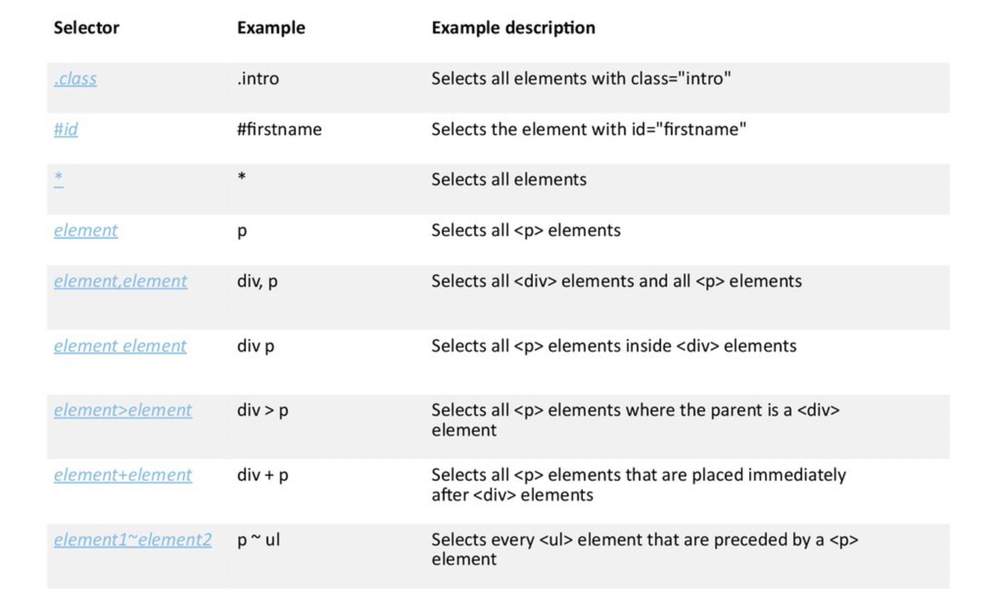 Selector Example Example description
.class .intro Selects all elements with class="intro"
#id #firstname Selects the element with id="firstname"
* * Selects all elements
element p Selects all <p> elements
element,element div, p Selects all <div> elements and all <p> elements
element element div p Selects all <p> elements inside <div> elements
element>element div > p Selects all <p> elements where the parent is a <div>
element
element+element div + p Selects all <p> elements that are placed immediately
after <div> elements
element1~element2 p ~ ul Selects every <ul> element that are preceded by a <p>
element